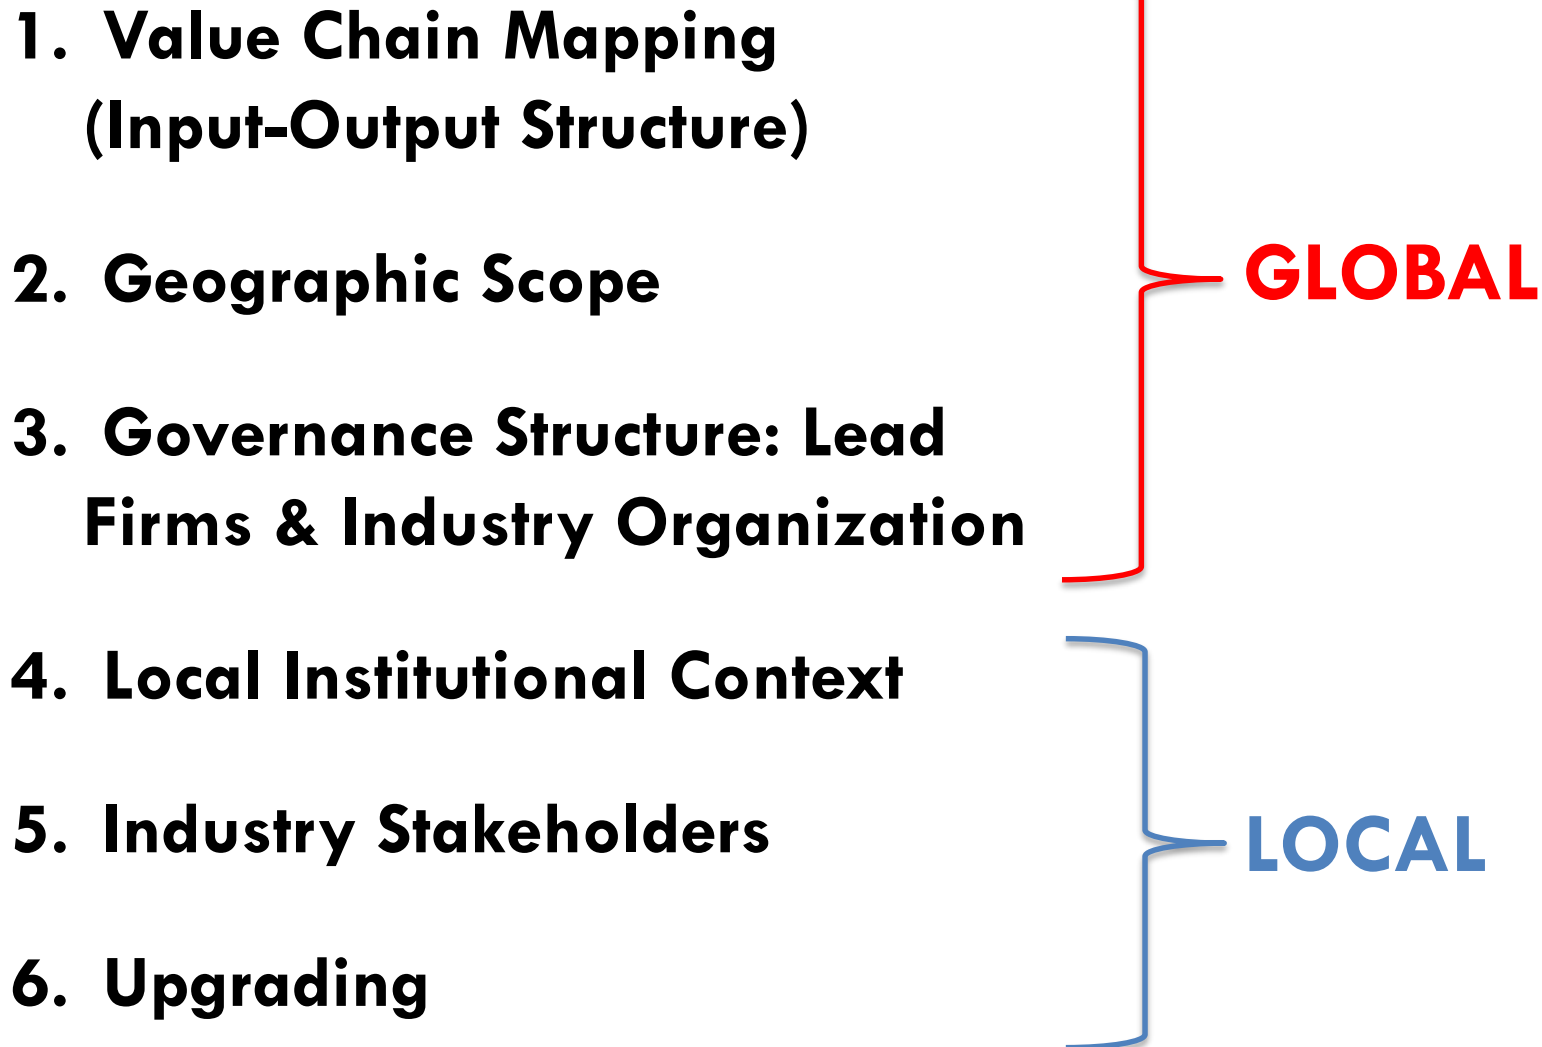 1. Value Chain Mapping
(Input-Output Structure)
2. Geographic Scope
GLOBAL
3. Governance Structure: Lead
Firms & Industry Organization
4. Local Institutional Context
5. Industry Stakeholders
LOCAL
6. Upgrading